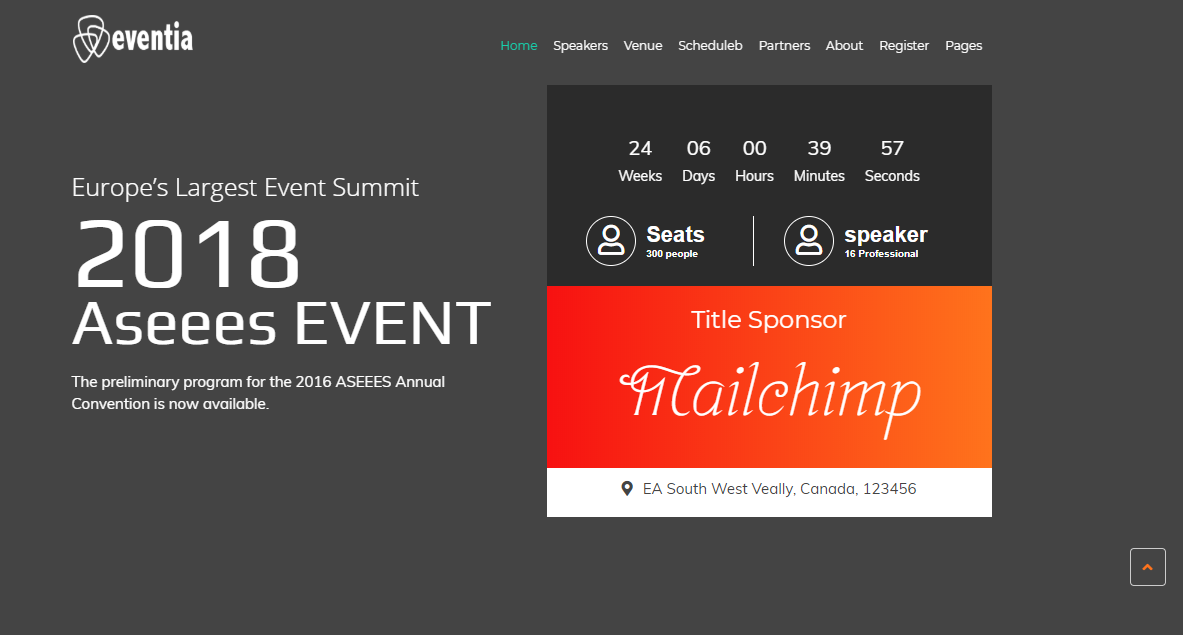 eventia
Home Speakers Venue Scheduleb Partners About Register Pages
Europe’s Largest Event Summit
2018
Aseees EVENT
The preliminary program for the 2016 ASEEES Annual
Convention is now available.
24 06 00 39 57
Weeks Days Hours Minutes Seconds
Seats
300 people
speaker
16 Professional
Title Sponsor
Mailchimp
EA South West Veally, Canada, 123456